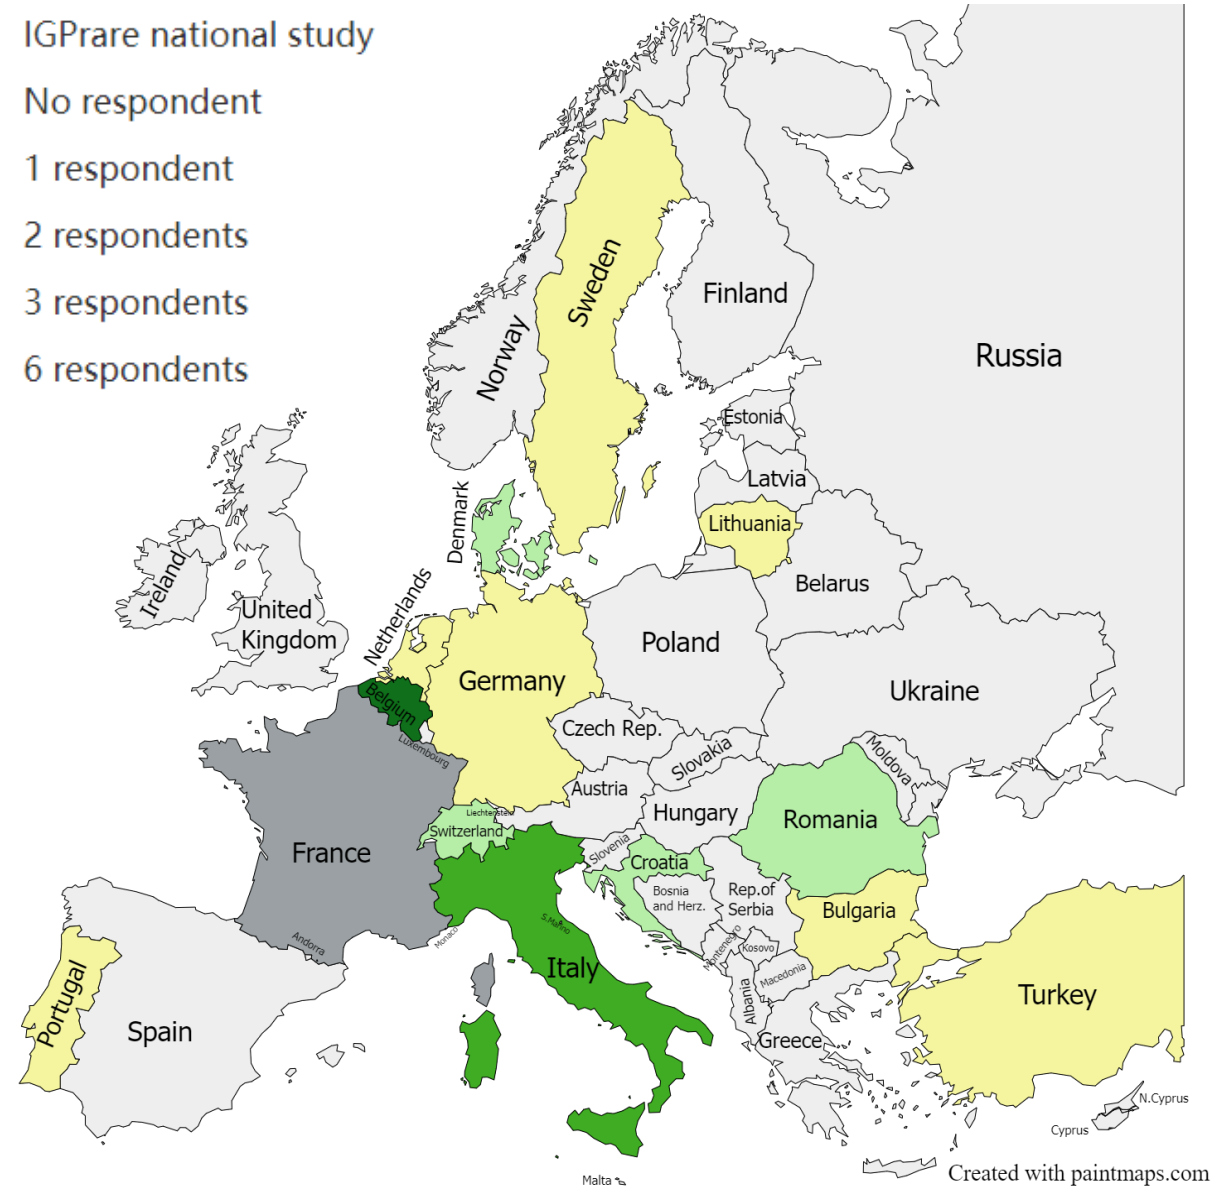 IGPrare national study
No respondent
1 respondent
2 respondents
3 respondents
6 respondents
Norway
Sweden
Finland
Russia
Estonia
Latvia
Lithuania
Denmark
Belarus
Ireland
United
Kingdom
Netherlands
Germany
Poland
Ukraine
Belgium
Luxembourg
Czech Rep.
Slovakia
Moldova
Austria
Hungary
Romania
France
Liechtenstein
Switzerland
Slovenia
Croatia
Bosnia
and Herz.
Rep.of
Serbia
Bulgaria
S.Marino
Monaco
Andorra
Montenegro
Kosovo
Macedonia
Italy
Albania
Turkey
Portugal
Spain
Greece
N.Cyprus
Cyprus
Malta
Created with paintmaps.com